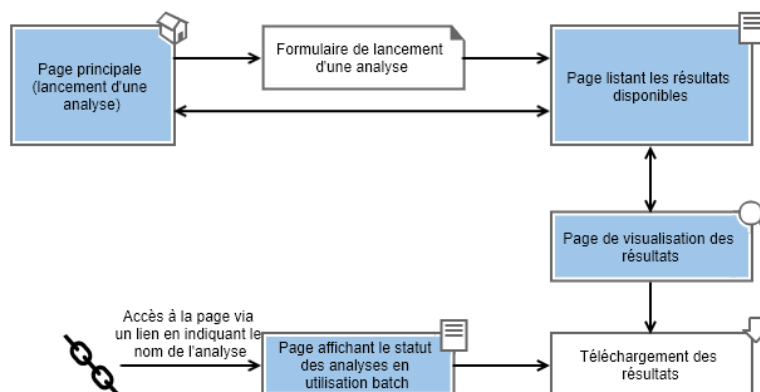 Page principale
(lancement d'une
analyse)
Formulaire de lancement
d'une analyse
Page listant les résultats
disponibles
Page de visualisation des
résultats
Accès à la page via
un lien en indiquant le
nom de l'analyse
Page affichant le statut
des analyses en
utilisation batch
Téléchargement des
résultats